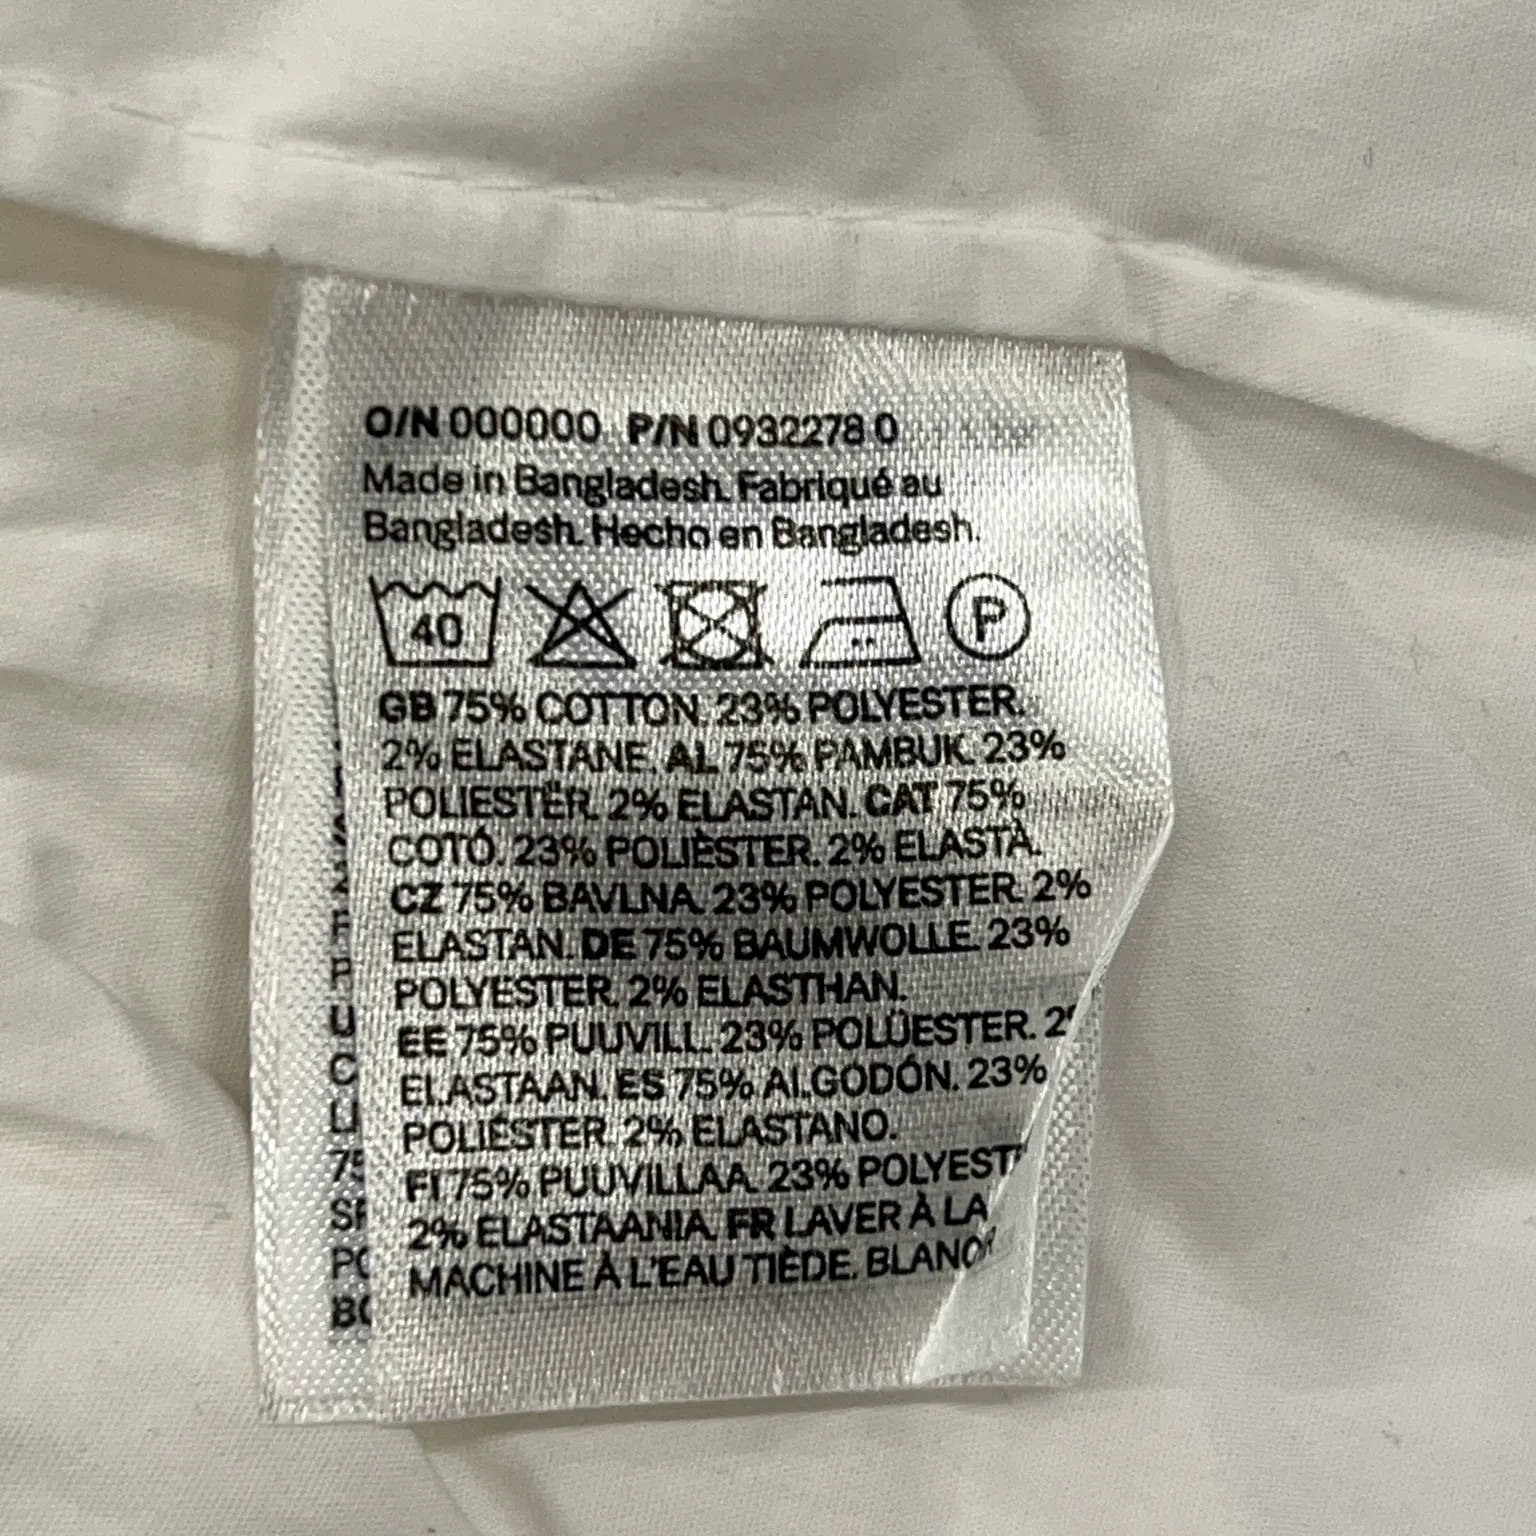 O/N 000000 P/N 0932278 0
Made in Bangladesh. Fabriqué au
Bangladesh. Hecho en Bangladesh.
40 P
GB 75% COTTON. 23% POLYESTER.
2% ELASTANE. AL 75% PAMBUK. 23%
POLIESTËR. 2% ELASTAN. CAT 75%
COTÓ. 23% POLIÈSTER. 2% ELASTÀ.
CZ 75% BAVLNA. 23% POLYESTER. 2%
ELASTAN. DE 75% BAUMWOLLE. 23%
POLYESTER. 2% ELASTHAN.
EE 75% PUUVILL. 23% POLÜESTER.
ELASTAAN. ES 75% ALGODÓN. 23%
POLIÉSTER. 2% ELASTANO.
FI 75% PUUVILLAA. 23%
2% ELASTAANIA. FR LAVER À LA
MACHINE À L'EAU TIÈDE.